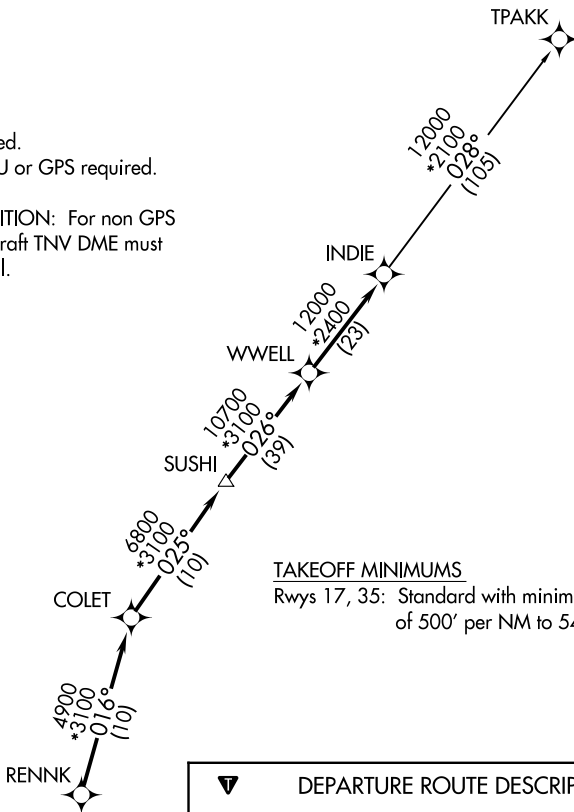 TPAKK
ed.
U or GPS required.
ITION: For non GPS
raft TNV DME must
l.
12000
*2100
028°
(105)
INDIE
12000
*2400
(23)
WWELL
10700
*3100
026°
(39)
SUSHI
6800
*3100
025°
(10)
TAKEOFF MINIMUMS
Rwys 17, 35: Standard with minim
of 500' per NM to 54
COLET
4900
*3100
016°
(10)
RENNK
T DEPARTURE ROUTE DESCRIP